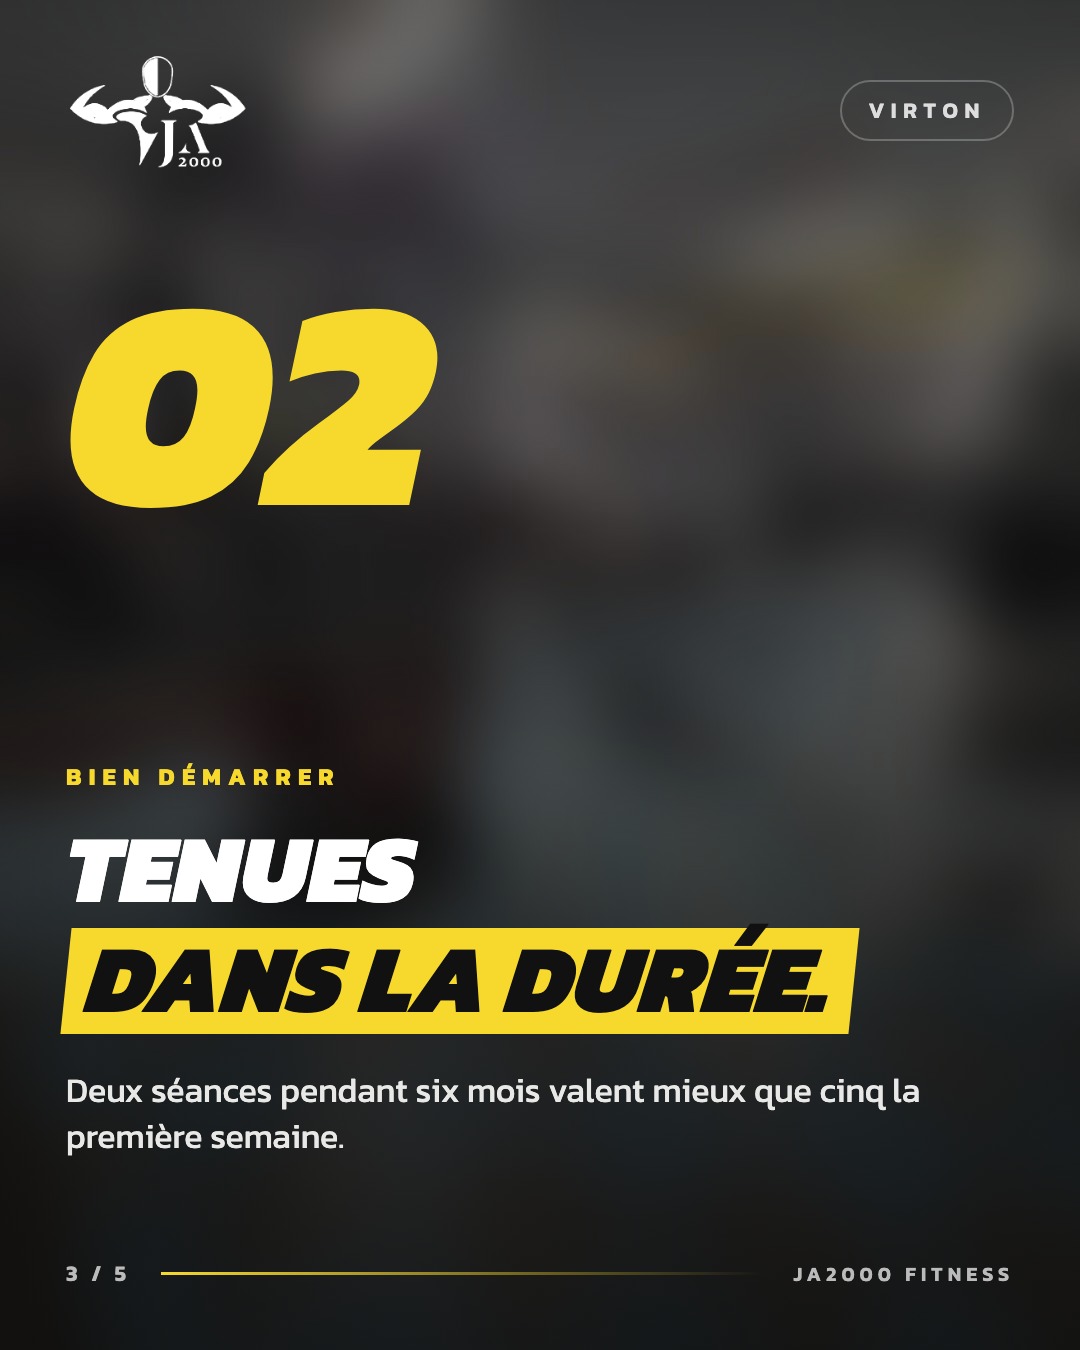 JA
2000
VIRTON
02
BIEN DÉMARRER
TENUES
DANS LA DURÉE.
Deux séances pendant six mois valent mieux que cinq la
première semaine.
3 / 5
JA2000 FITNESS